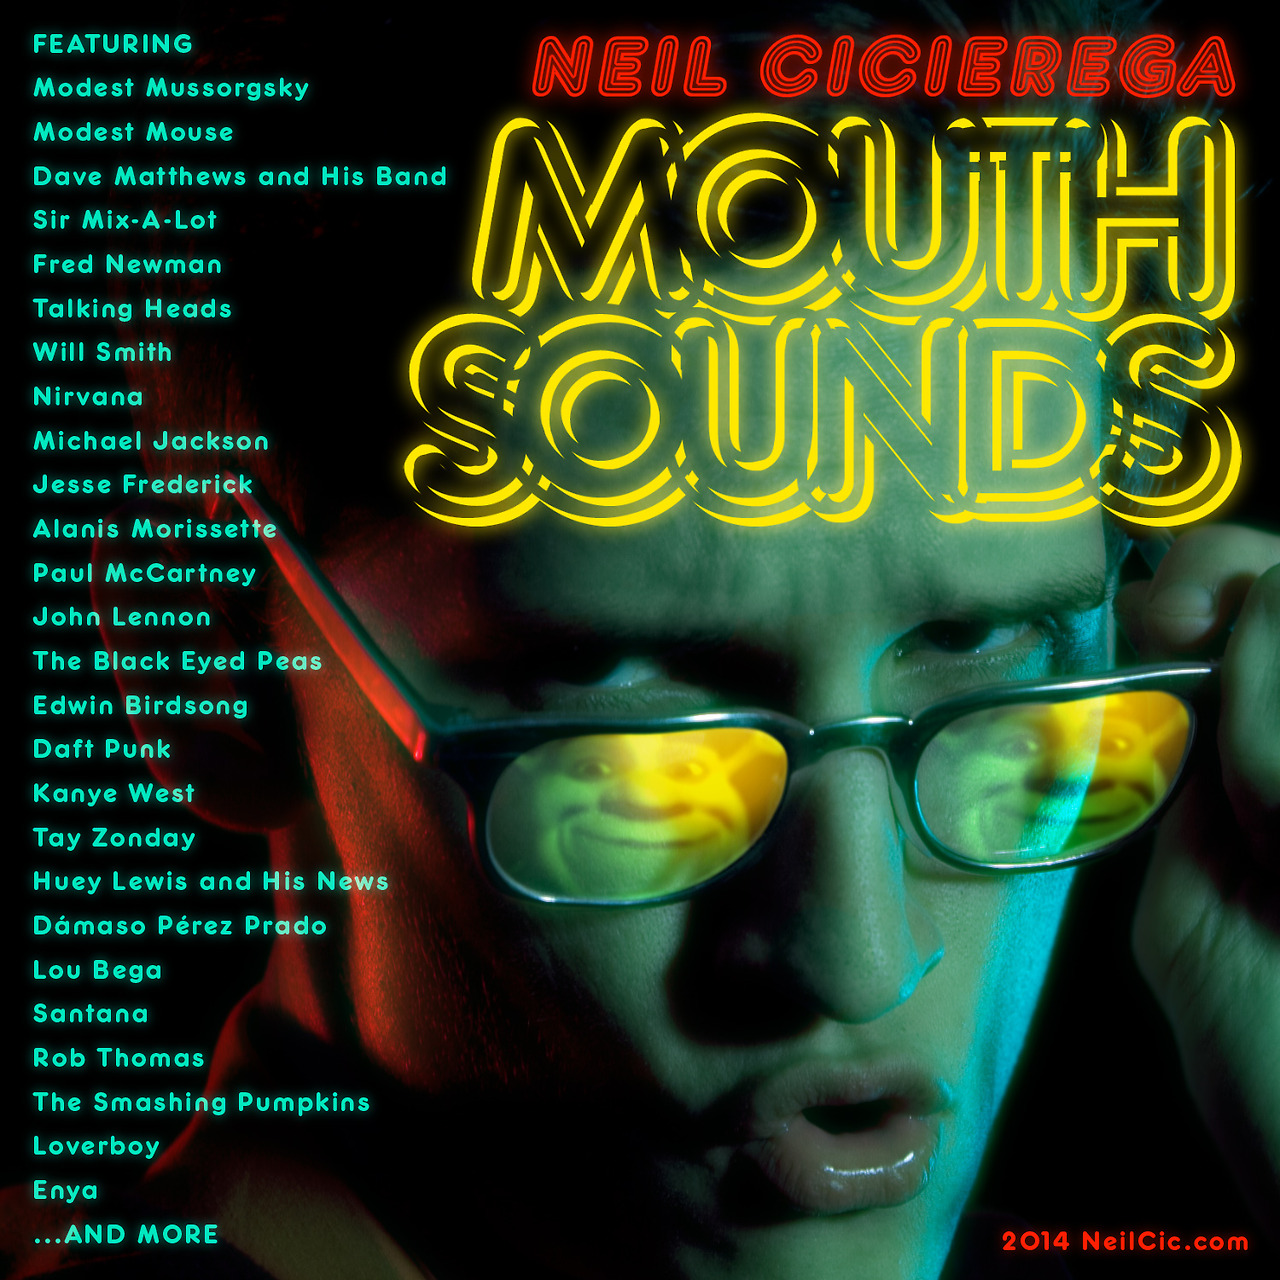 FEATURING
Modest Mussorgsky
Modest Mouse
Dave Matthews and His Band
Sir Mix-A-Lot
Fred Newman
Talking Heads
Will Smith
Nirvana
Michael Jackson
Jesse Frederick
Alanis Morissette
Paul McCartney
John Lennon
The Black Eyed Peas
Edwin Birdsong
Daft Punk
Kanye West
Tay Zonday
Huey Lewis and His News
Dámaso Pérez Prado
Lou Bega
Santana
Rob Thomas
The Smashing Pumpkins
Loverboy
Enya
...AND MORE
NEIL CICIEREGA
MOUTH
SOUNDS
2014 NeilCic.com